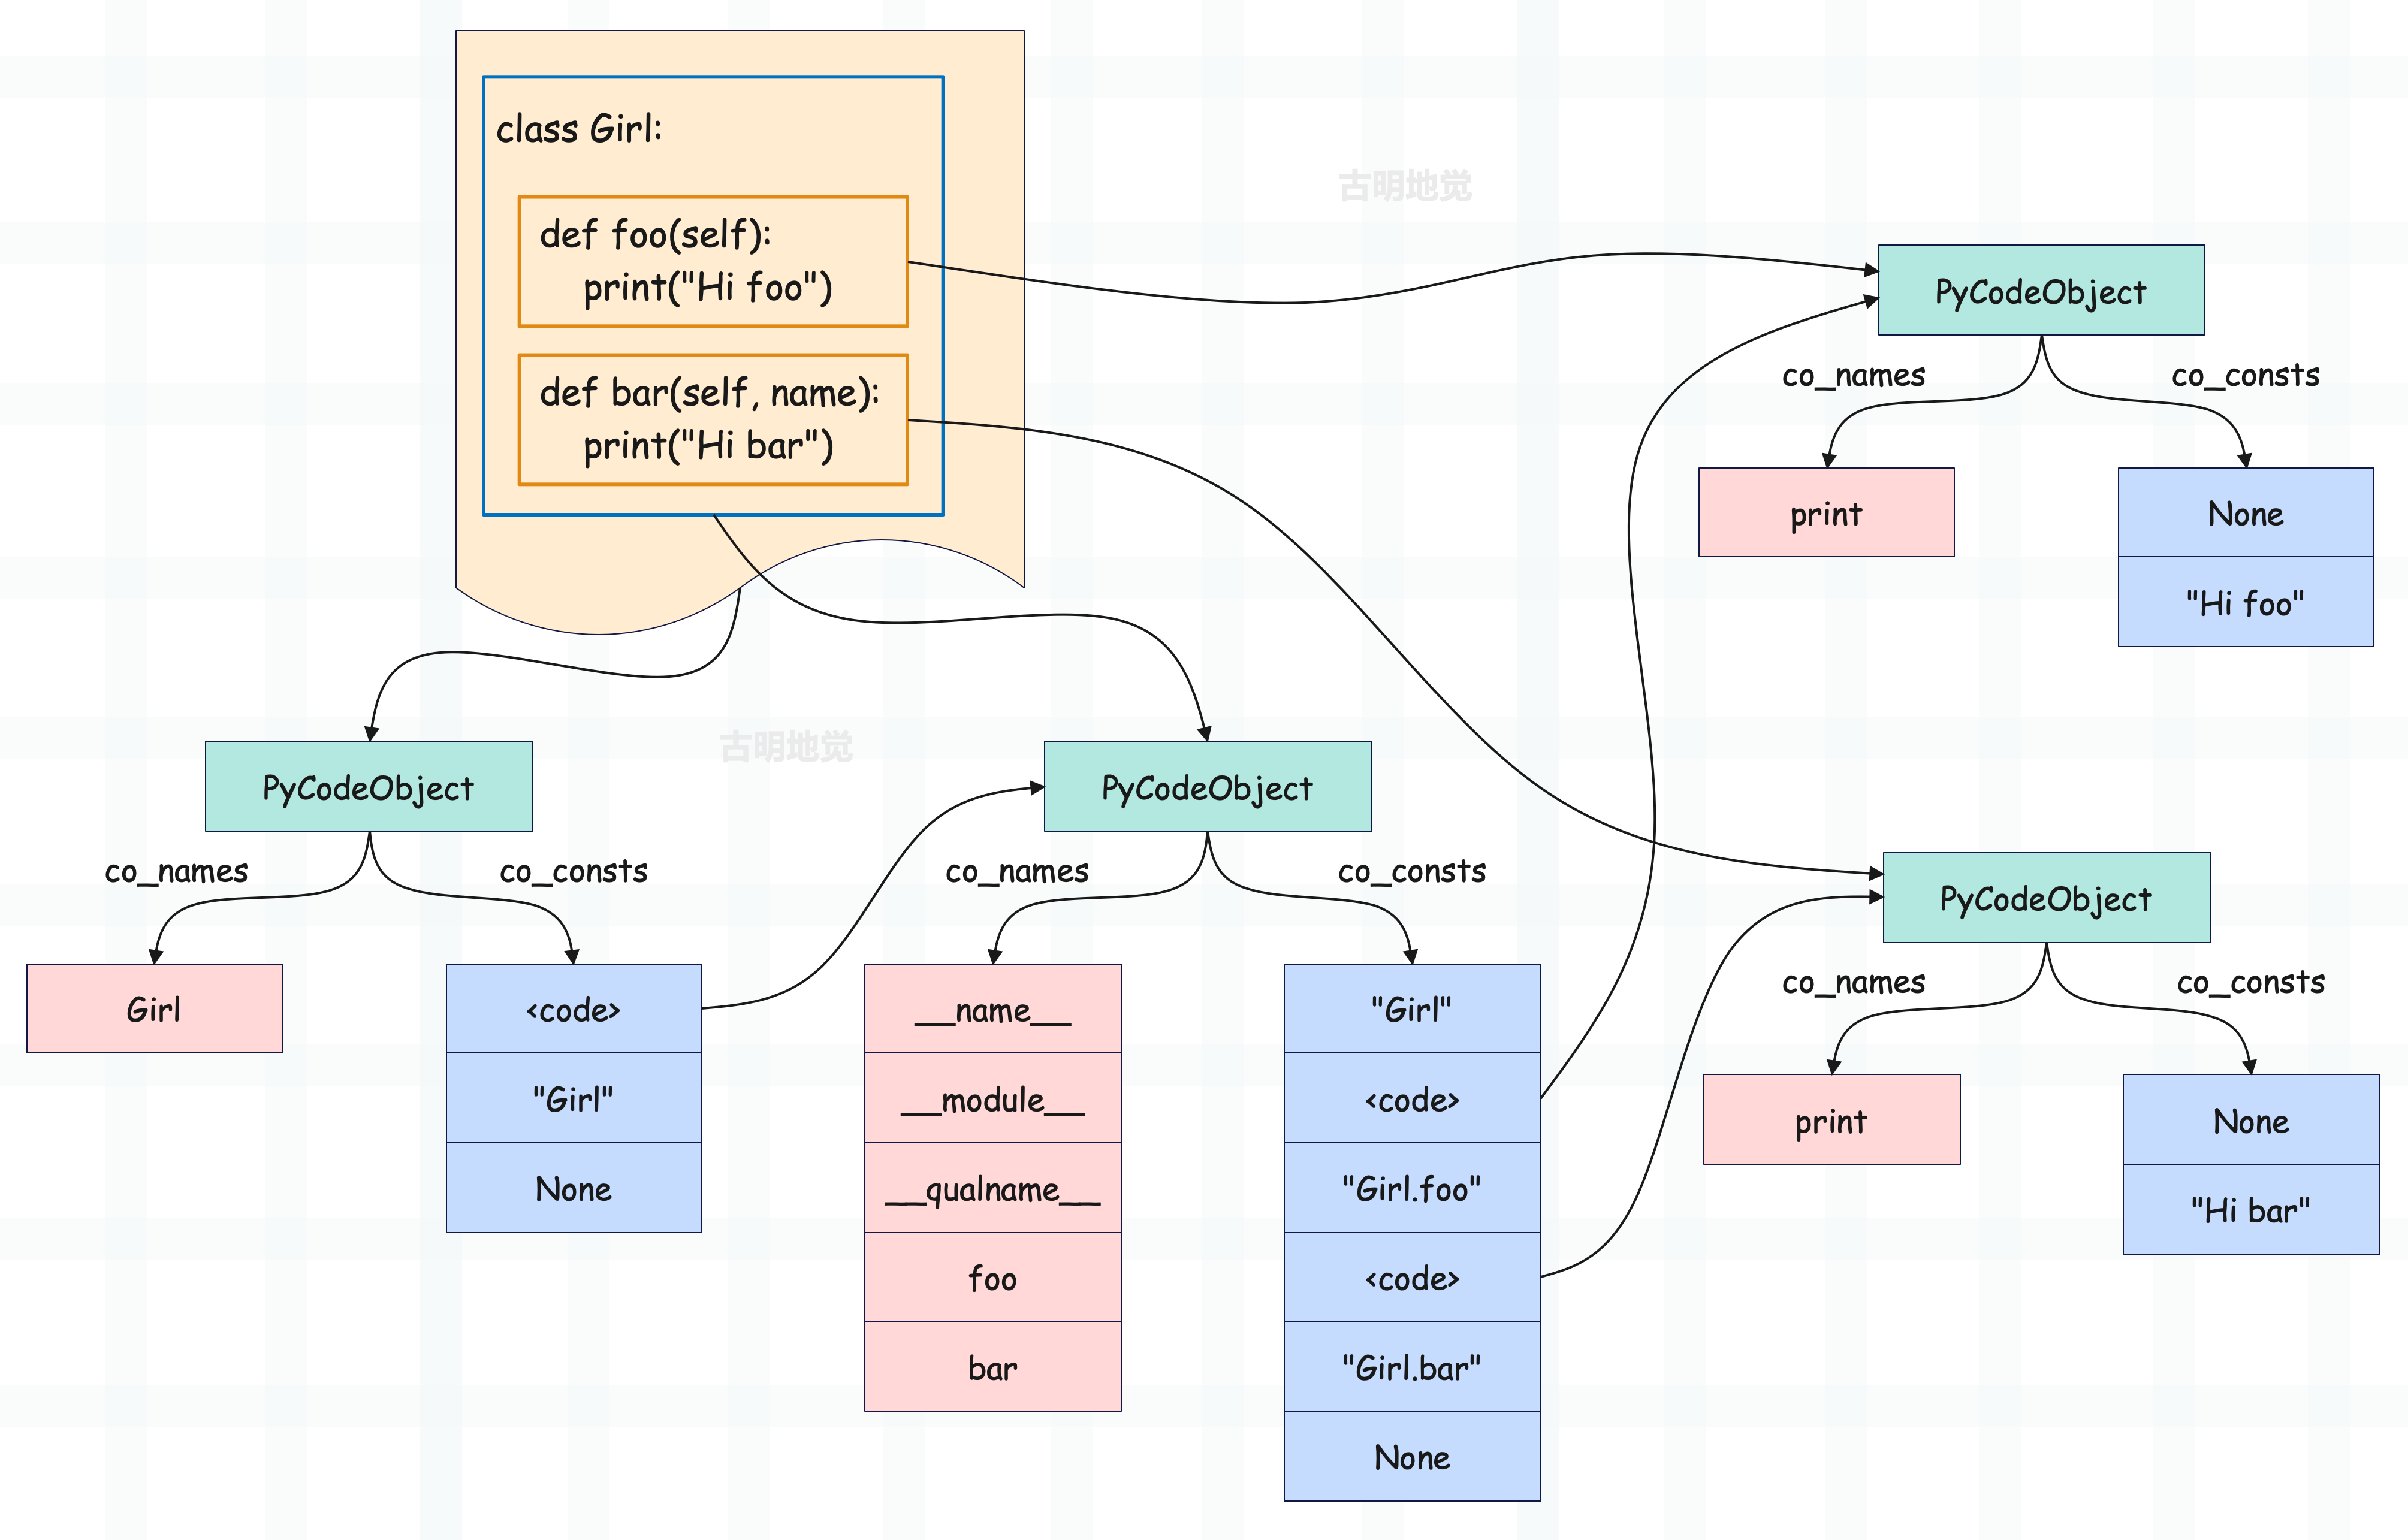 class Girl:
def foo(self):
print("Hi foo")
def bar(self, name):
print("Hi bar")
古明地觉
PyCodeObject
co_names
co_consts
print
None
"Hi foo"
古明地觉
PyCodeObject
co_names
co_consts
Girl
<code>
"Girl"
None
PyCodeObject
co_names
co_consts
__name__
__module__
__qualname__
foo
bar
"Girl"
<code>
"Girl.foo"
<code>
"Girl.bar"
None
PyCodeObject
co_names
co_consts
print
None
"Hi bar"